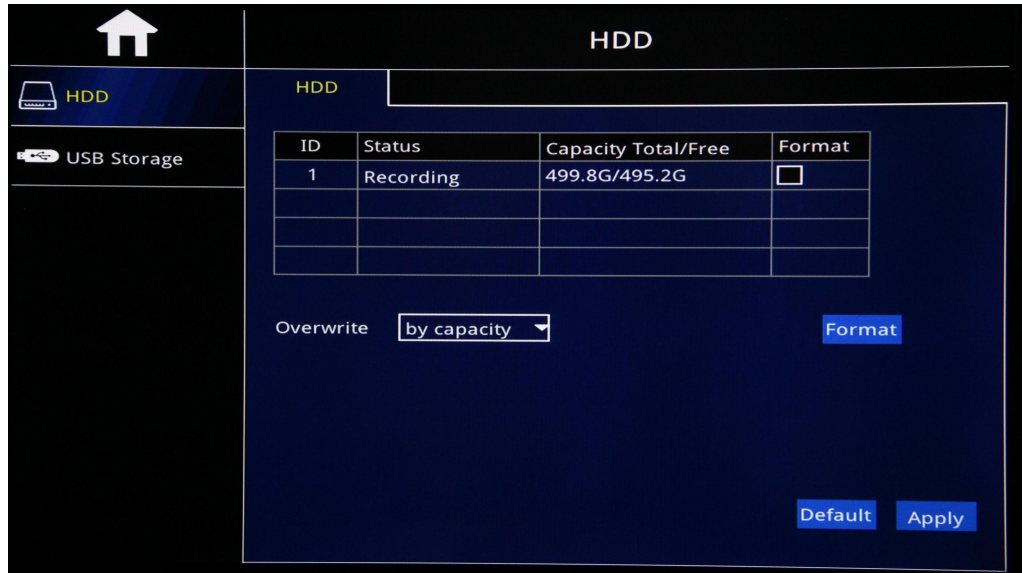 HDD
HDD
USB Storage
HDD
ID Status Capacity Total/Free Format
1 Recording 499.8G/495.2G
Overwrite by capacity Format
Default Apply